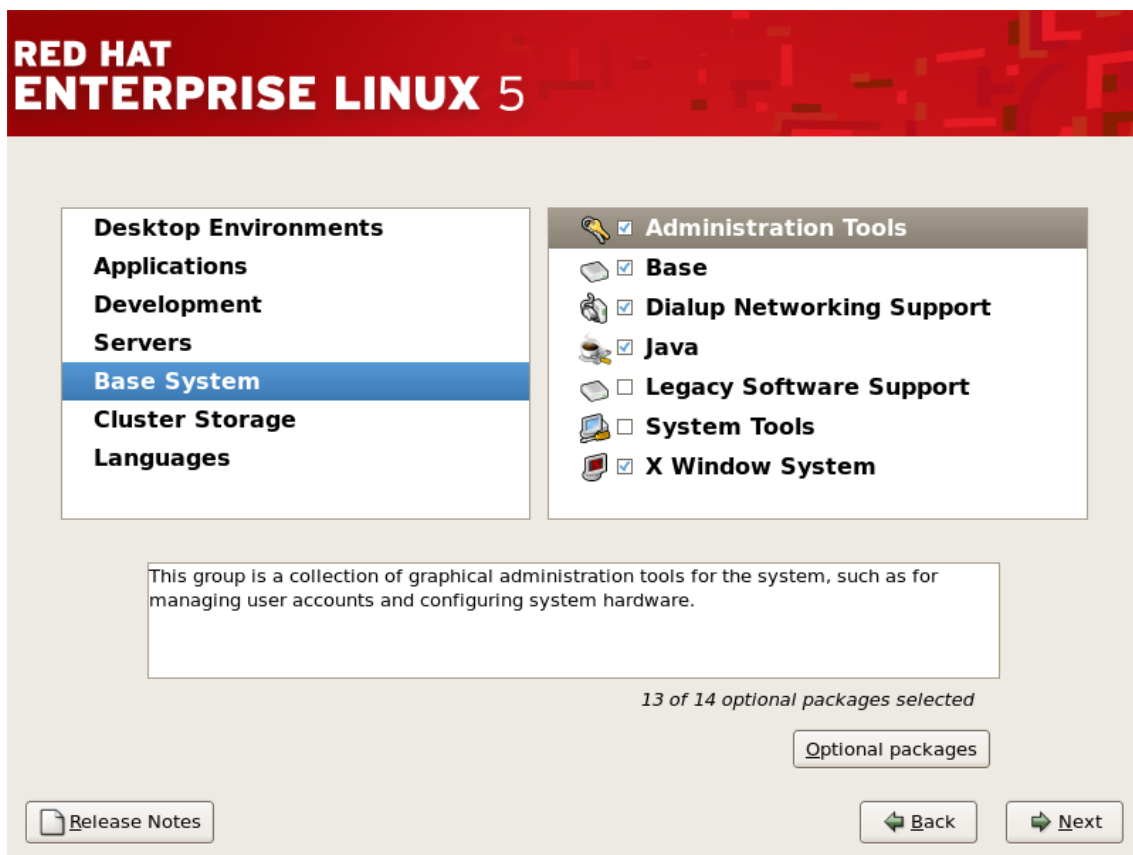 RED HAT
ENTERPRISE LINUX 5
Desktop Environments
Applications
Development
Servers
Base System
Cluster Storage
Languages
Administration Tools
Base
Dialup Networking Support
Java
Legacy Software Support
System Tools
X Window System
This group is a collection of graphical administration tools for the system, such as for
managing user accounts and configuring system hardware.
13 of 14 optional packages selected
Optional packages
Release Notes
Back
Next